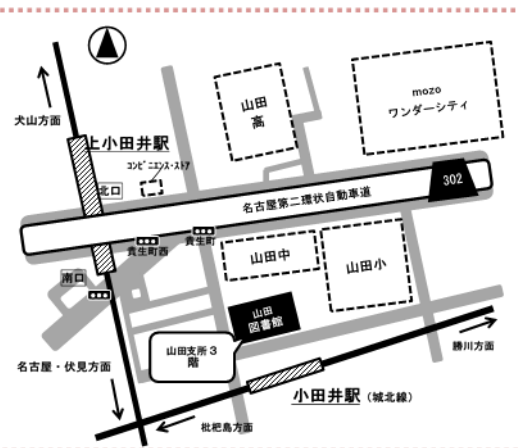 犬山方面
上小田井駅
コンビニエンス・ストア
北口
山田
高
mozo
ワンダーシティ
302
名古屋第二環状自動車道
貴生町西
貴生町
山田中
山田小
南口
山田
図書館
山田支所３
階
名古屋・伏見方面
小田井駅（城北線）
勝川方面
枇杷島方面